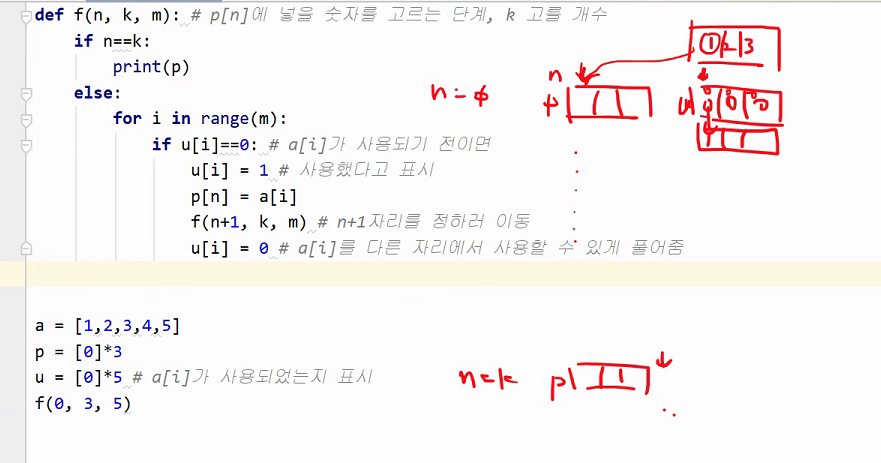 def f(n, k, m): # p[n]에 넣을 숫자를 고르는 단계, k 고를 개수
if n==k:
print(p)
else:
for i in range(m):
if u[i]==0: # a[i]가 사용되기 전이면
u[i] = 1 # 사용했다고 표시
p[n] = a[i]
f(n+1, k, m) # n+1자리를 정하러 이동
u[i] = 0 # a[i]를 다른 자리에서 사용할 수 있게 풀어줌
a = [1,2,3,4,5]
p = [0]*3
u = [0]*5 # a[i]가 사용되었는지 표시
f(0, 3, 5)
1 2 3
n
n = 0
p
u 0 0 0
n=k p